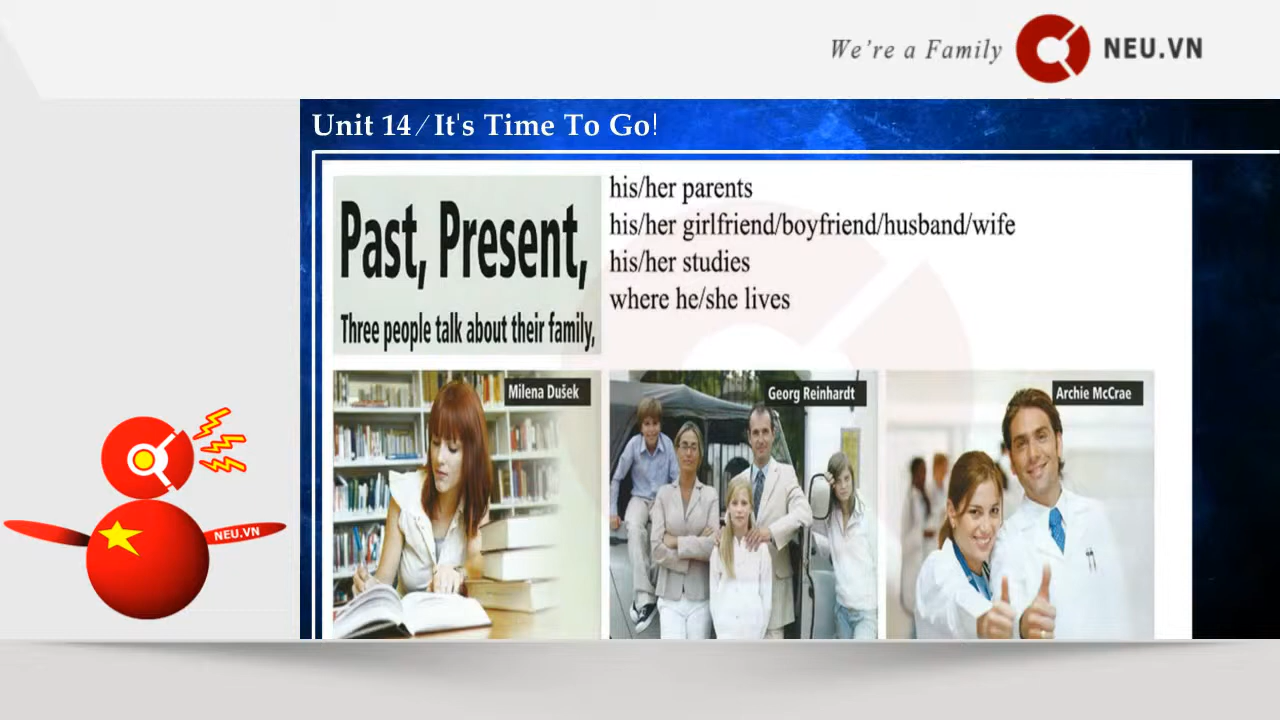 We're a Family
NEU.VN
Unit 14 / It's Time To Go!
Past, Present,
Three people talk about their family,
his/her parents
his/her girlfriend/boyfriend/husband/wife
his/her studies
where he/she lives
Milena Dušek
Georg Reinhardt
Archie McCrae
NEU.VN